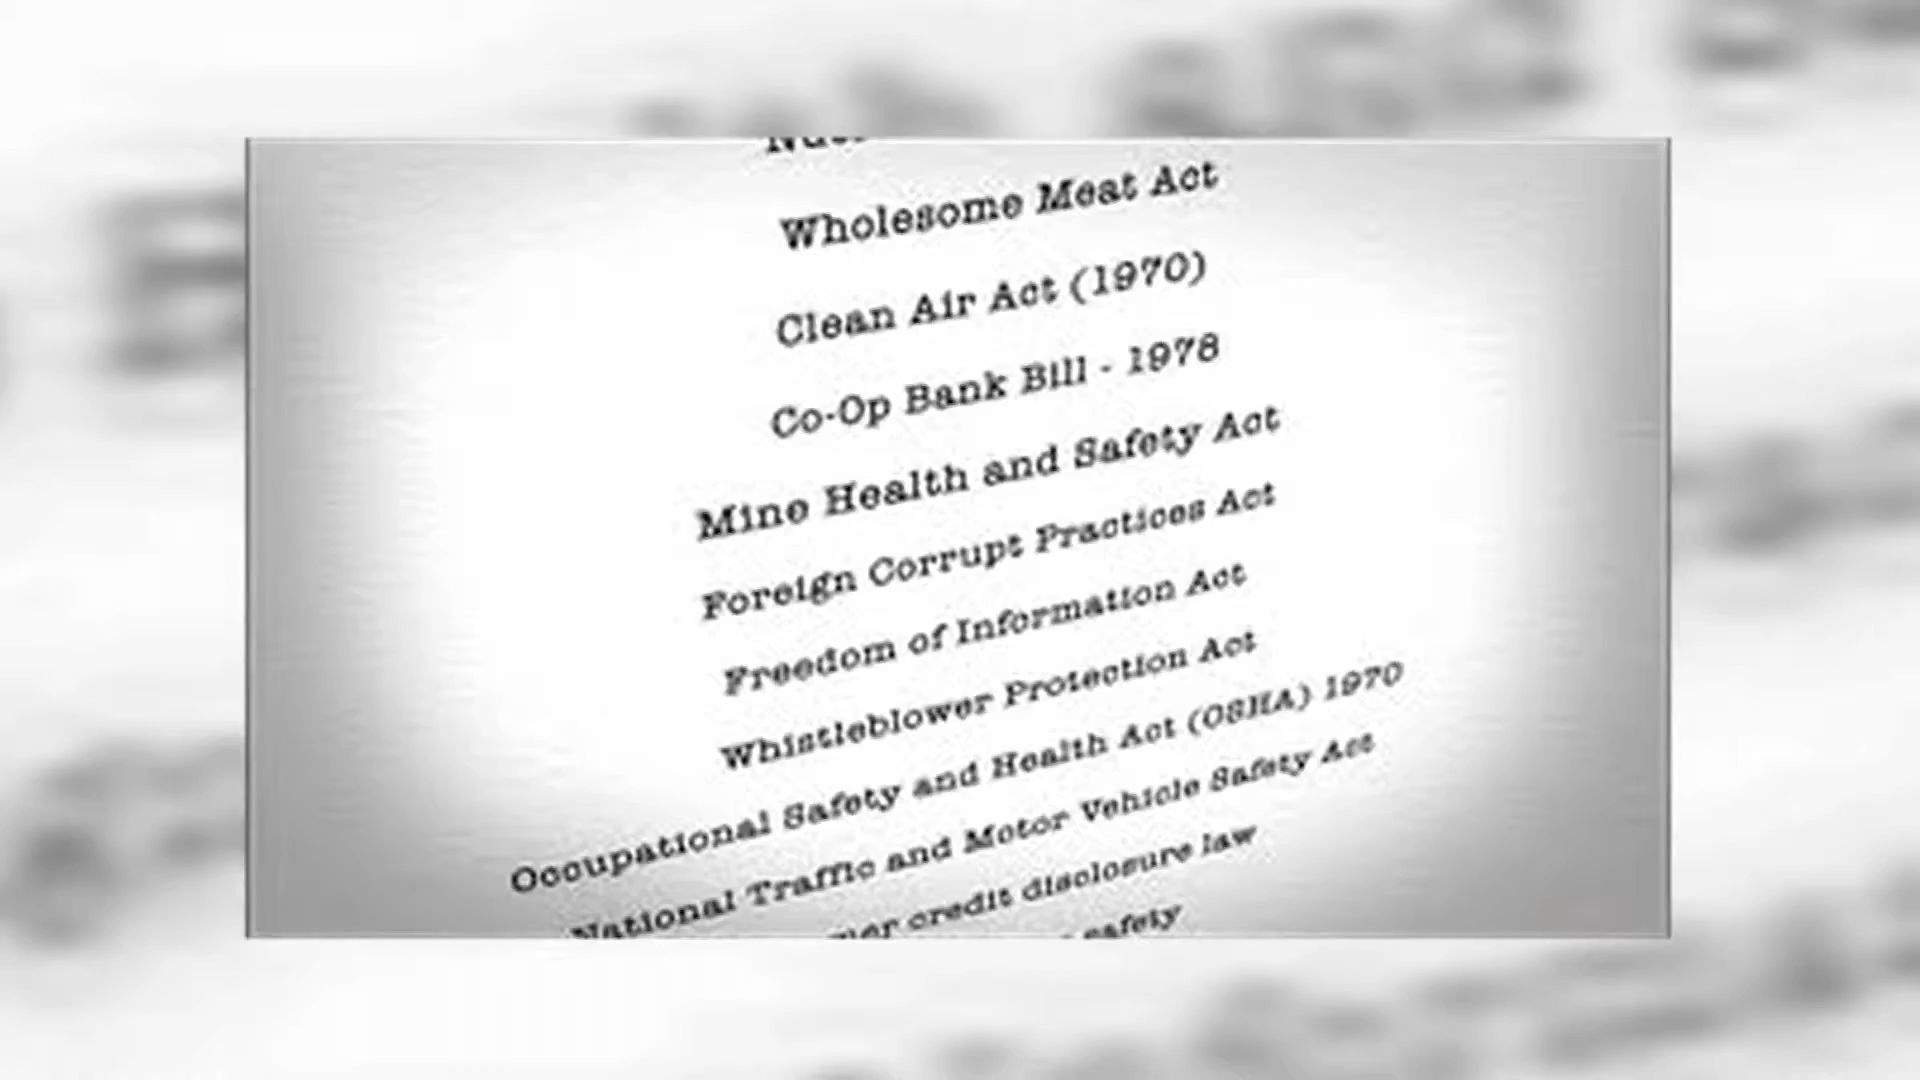 Wholesome Meat Act
Clean Air Act (1970)
Co-Op Bank Bill - 1978
Mine Health and Safety Act
Foreign Corrupt Practices Act
Freedom of Information Act
Whistleblower Protection Act
Occupational Safety and Health Act (OSHA) 1970
National Traffic and Motor Vehicle Safety Act
credit disclosure law
safety